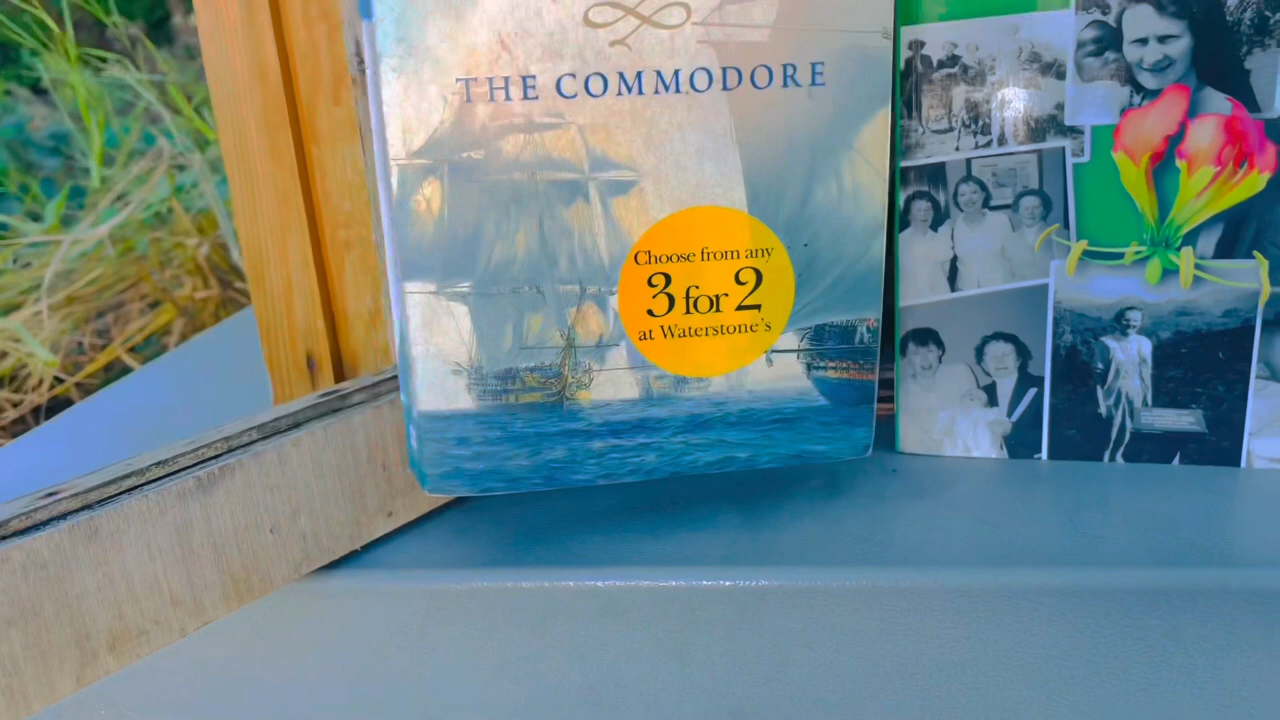 THE COMMODORE
Choose from any
3 for 2
at Waterstone's